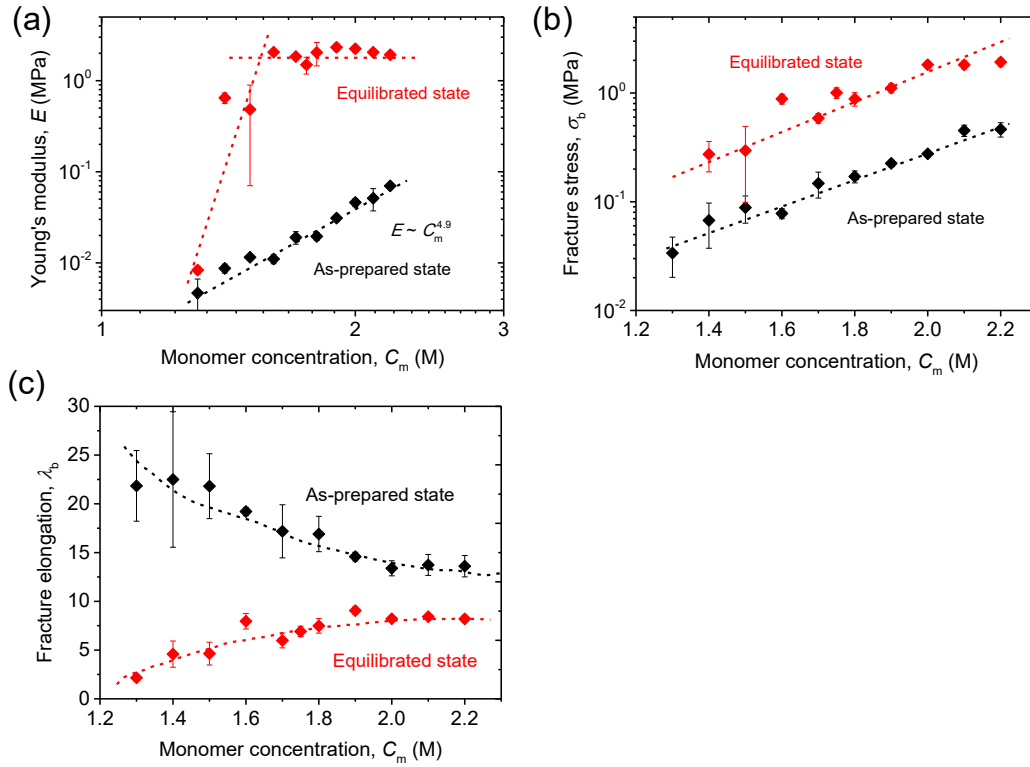 (a)
Young's modulus, E (MPa)
10^0
10^-1
10^-2
Equilibrated state
E ~ C_m^4.9
As-prepared state
1
2
3
Monomer concentration, C_m (M)
(b)
Fracture stress, σ_b (MPa)
10^1
10^0
10^-1
10^-2
Equilibrated state
As-prepared state
1.2 1.4 1.6 1.8 2.0 2.2
Monomer concentration, C_m (M)
(c)
Fracture elongation, λ_b
30
25
20
15
10
5
0
As-prepared state
Equilibrated state
1.2 1.4 1.6 1.8 2.0 2.2
Monomer concentration, C_m (M)